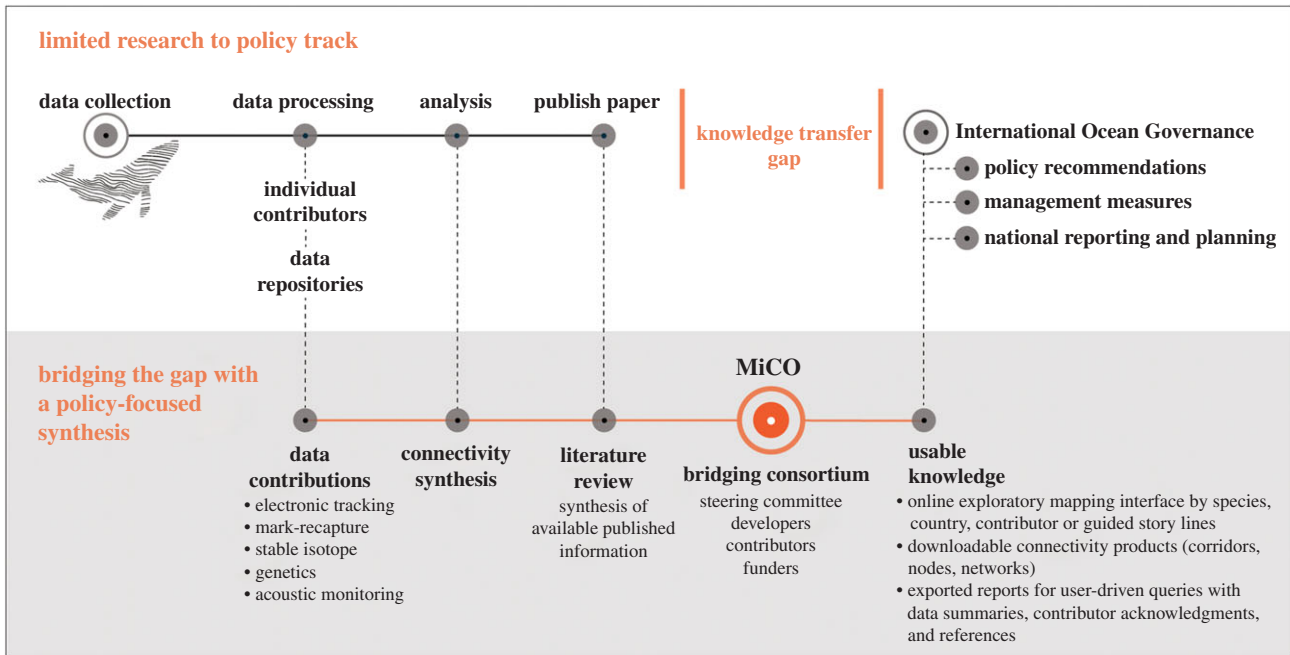 limited research to policy track
data collection
data processing
analysis
publish paper
knowledge transfer
gap
International Ocean Governance
policy recommendations
management measures
national reporting and planning
individual
contributors
data
repositories
bridging the gap with
a policy-focused
synthesis
MiCO
data
contributions
• electronic tracking
• mark-recapture
• stable isotope
• genetics
• acoustic monitoring
connectivity
synthesis
literature
review
synthesis of
available published
information
bridging consortium
steering committee
developers
contributors
funders
usable
knowledge
• online exploratory mapping interface by species,
country, contributor or guided story lines
• downloadable connectivity products (corridors,
nodes, networks)
• exported reports for user-driven queries with
data summaries, contributor acknowledgments,
and references